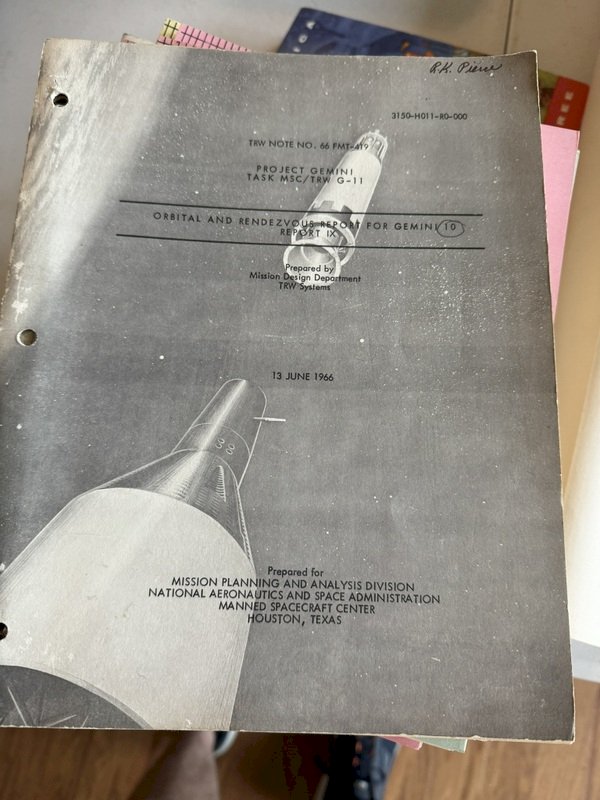 R.K. Pierce
3150-H011-R0-000
TRW NOTE NO. 66 FMT-419
PROJECT GEMINI
TASK MSC/TRW G-11
ORBITAL AND RENDEZVOUS REPORT FOR GEMINI 10
REPORT IX
Prepared by
Mission Design Department
TRW Systems
13 JUNE 1966
Prepared for
MISSION PLANNING AND ANALYSIS DIVISION
NATIONAL AERONAUTICS AND SPACE ADMINISTRATION
MANNED SPACECRAFT CENTER
HOUSTON, TEXAS